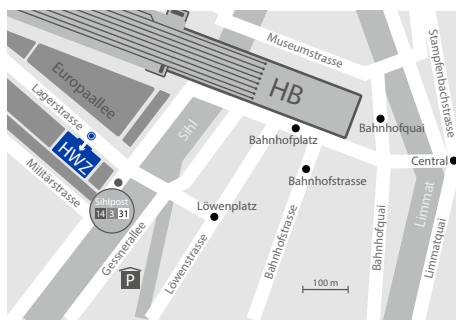 Museumstrasse
Stampfenbachstrasse
Europaallee
HB
Lagerstrasse
Sihl
Bahnhofplatz
Bahnhofquai
HWZ
Central
Militärstrasse
Bahnhofstrasse
Sihlpost
14 3 31
Löwenplatz
Limmat
Gessnerallee
Löwenstrasse
Bahnhofstrasse
Bahnhofquai
Limmatquai
P
100 m